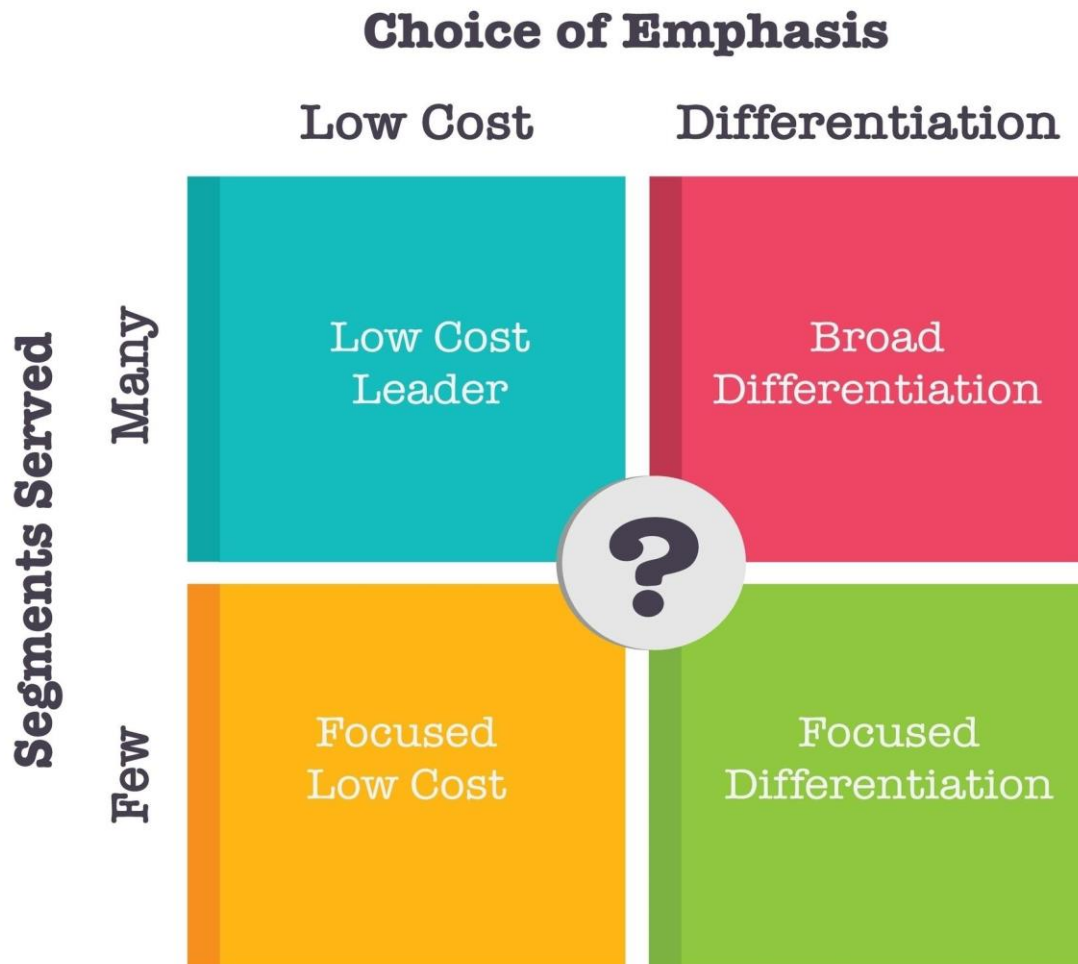 Choice of Emphasis
Low Cost
Differentiation
Segments Served
Many
Low Cost
Leader
Broad
Differentiation
?
Few
Focused
Low Cost
Focused
Differentiation